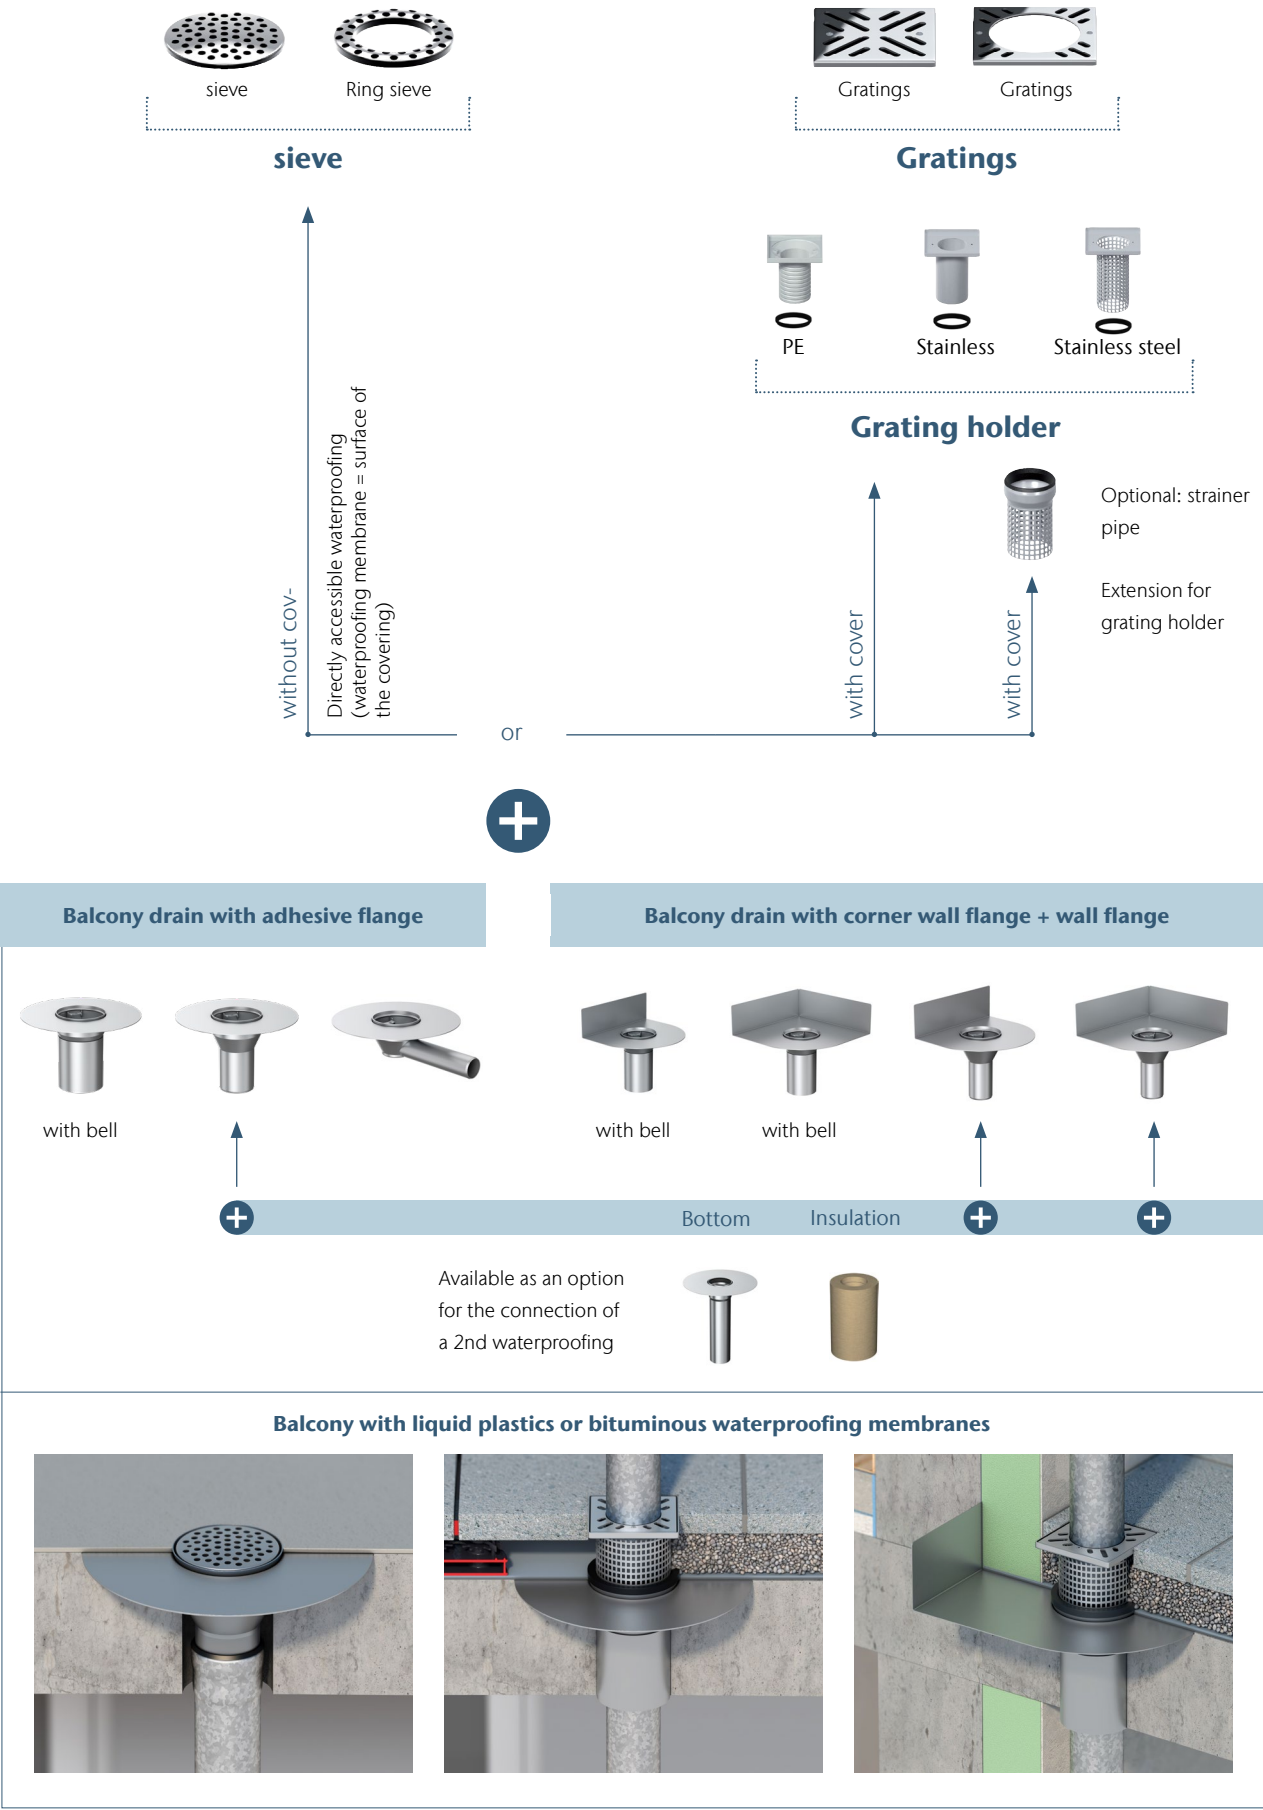 sieve
Ring sieve
Gratings
Gratings
sieve
Gratings
PE
Stainless
Stainless steel
Grating holder
Optional: strainer
pipe
Extension for
grating holder
without cov-
Directly accessible waterproofing
(waterproofing membrane = surface of
the covering)
with cover
with cover
or
Balcony drain with adhesive flange
Balcony drain with corner wall flange + wall flange
with bell
with bell
with bell
Bottom
Insulation
Available as an option
for the connection of
a 2nd waterproofing
Balcony with liquid plastics or bituminous waterproofing membranes